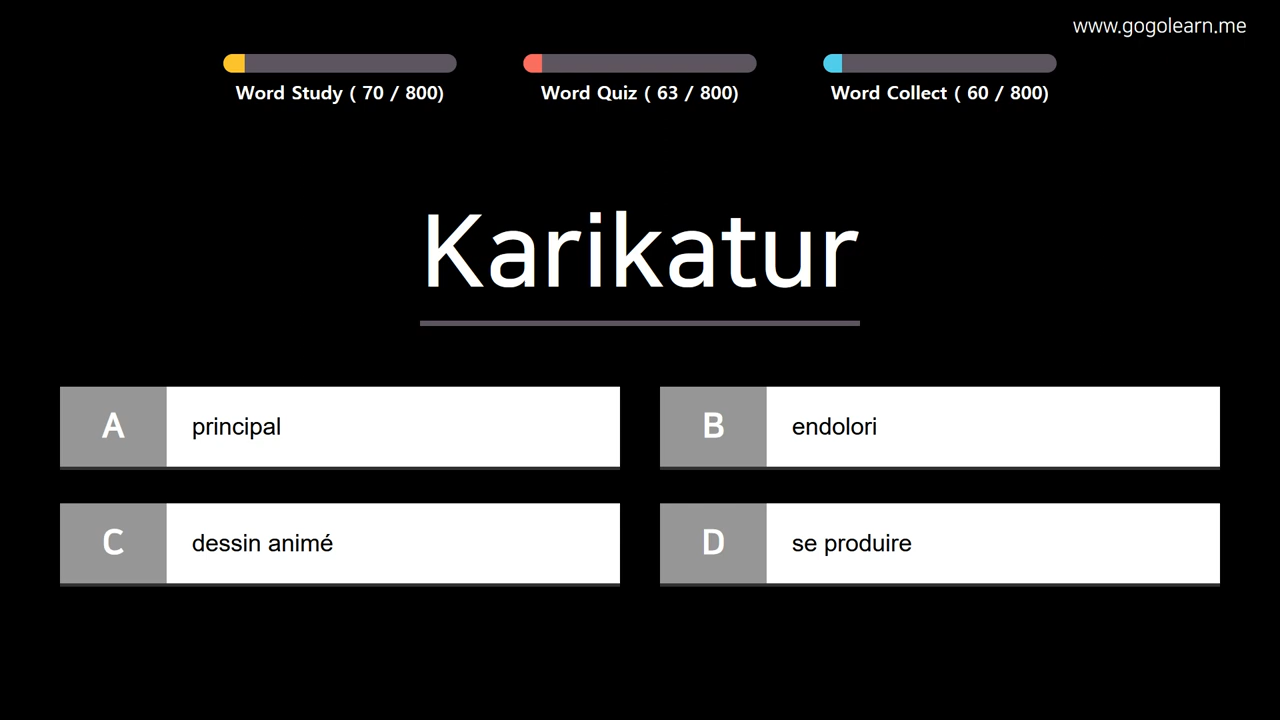 www.gogolearn.me
Word Study ( 70 / 800)
Word Quiz ( 63 / 800)
Word Collect ( 60 / 800)
Karikatur
A principal
B endolori
C dessin animé
D se produire